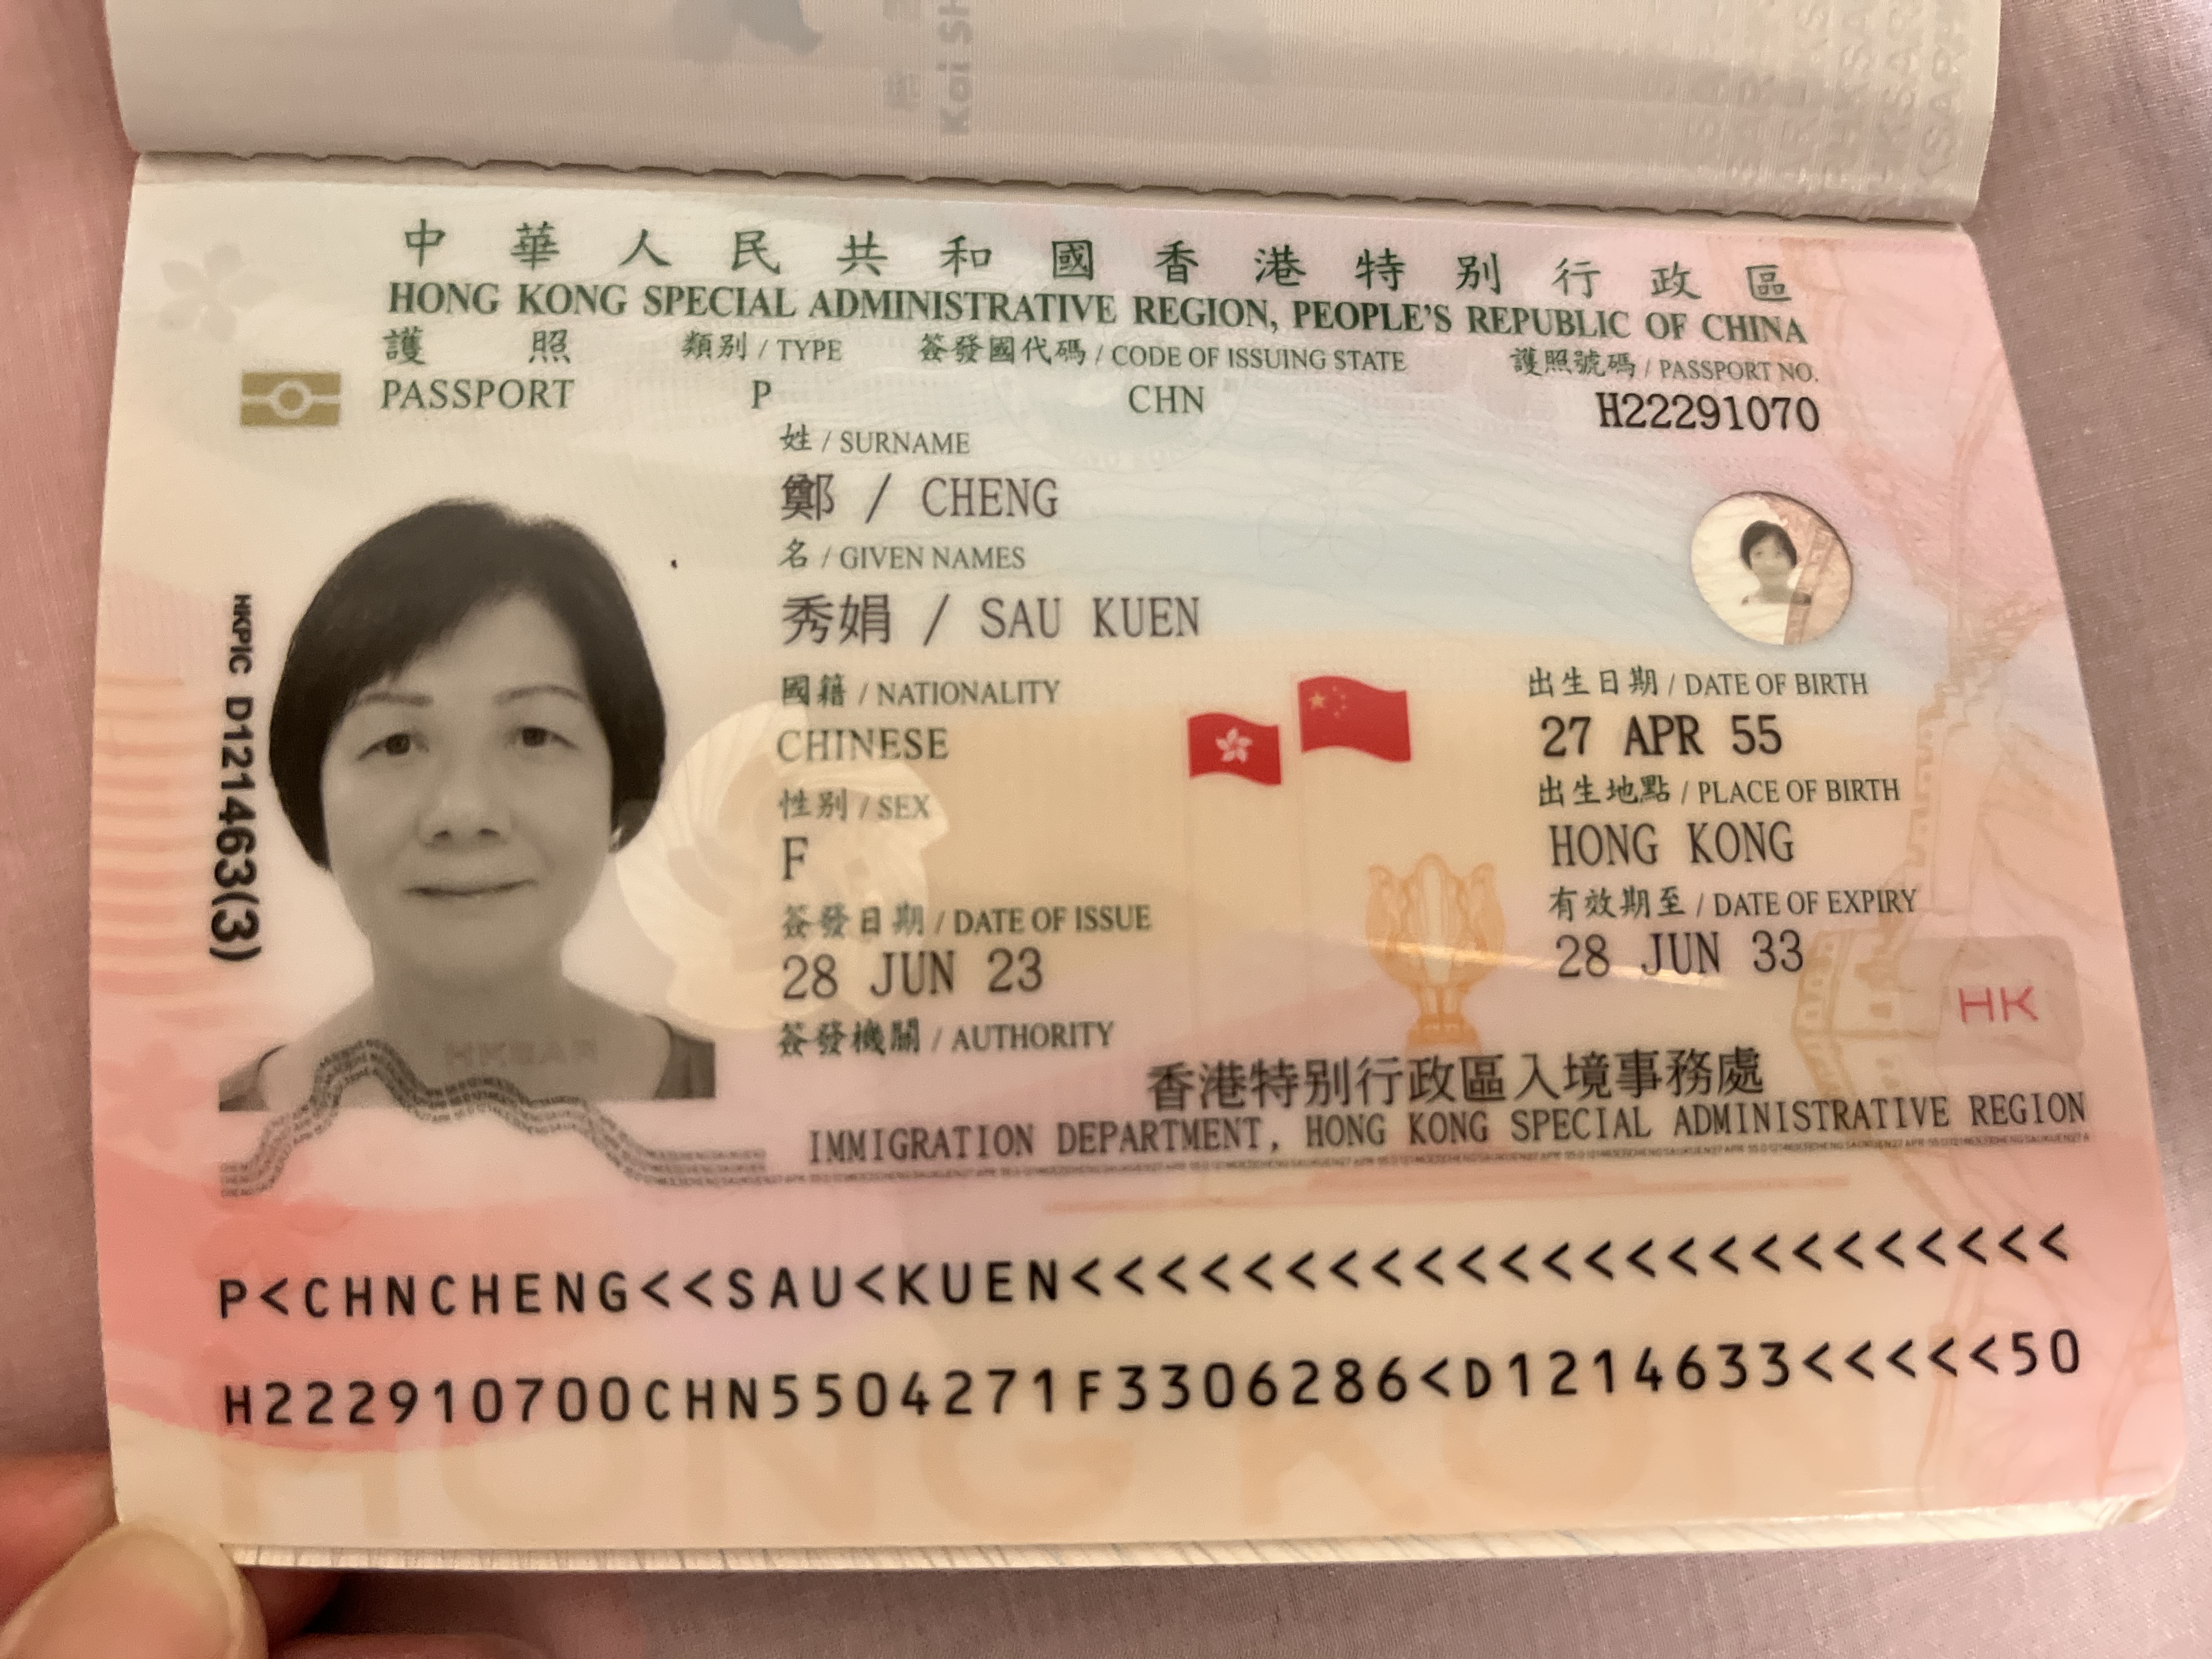 Kai
中華人民共和國香港特別行政區
HONG KONG SPECIAL ADMINISTRATIVE REGION, PEOPLE'S REPUBLIC OF CHINA
護照 類別 / TYPE 簽發國代碼 / CODE OF ISSUING STATE 護照號碼 / PASSPORT NO.
PASSPORT P CHN H22291070
姓 / SURNAME
鄭 / CHENG
名 / GIVEN NAMES
秀娟 / SAU KUEN
國籍 / NATIONALITY 出生日期 / DATE OF BIRTH
CHINESE 27 APR 55
性別 / SEX 出生地點 / PLACE OF BIRTH
F HONG KONG
簽發日期 / DATE OF ISSUE 有效期至 / DATE OF EXPIRY
28 JUN 23 28 JUN 33
HK
簽發機關 / AUTHORITY
香港特別行政區入境事務處
IMMIGRATION DEPARTMENT, HONG KONG SPECIAL ADMINISTRATIVE REGION
HKPIC D121463(3)
HKSAR
P<CHNCHENG<<SAU<KUEN<<<<<<<<<<<<<<<<<<<<<<<<
H222910700CHN5504271F3306286<D1214633<<<<<50
HONG KONG